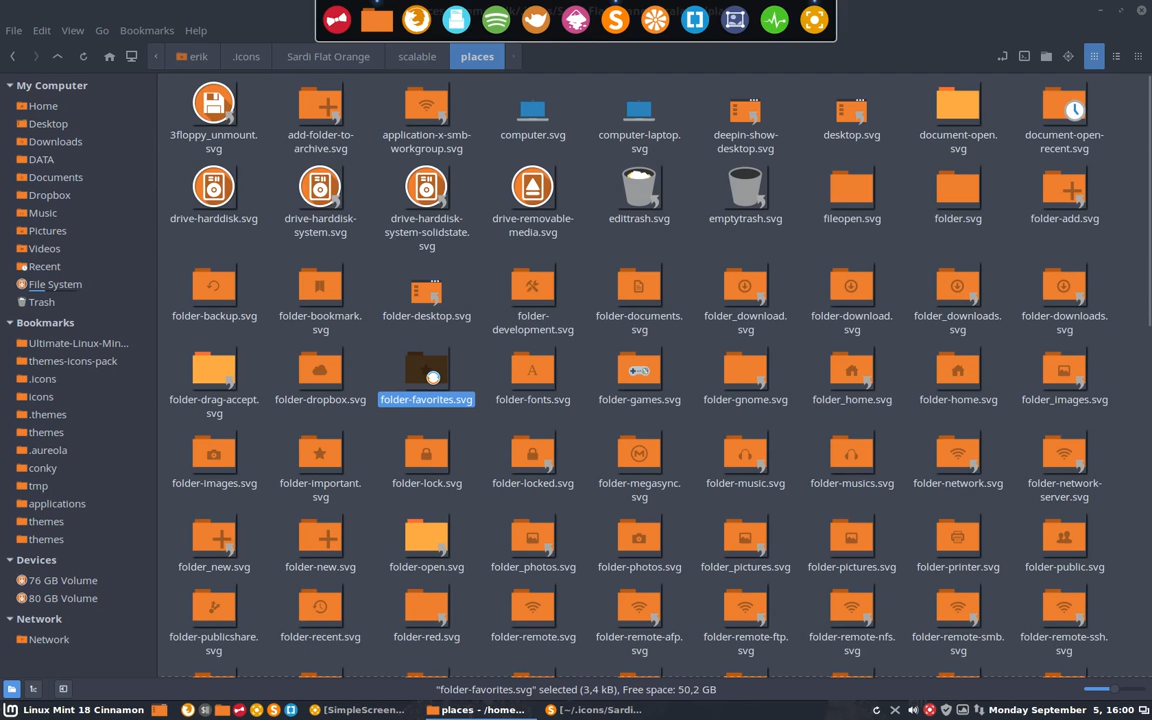 File Edit View Go Bookmarks Help
erik .icons Sardi Flat Orange scalable places
My Computer
Home
Desktop
Downloads
DATA
Documents
Dropbox
Music
Pictures
Videos
Recent
File System
Trash
Bookmarks
Ultimate-Linux-Min...
themes-icons-pack
.icons
icons
.themes
themes
.aureola
conky
tmp
applications
themes
themes
Devices
76 GB Volume
80 GB Volume
Network
Network
3floppy_unmount.
svg
add-folder-to-
archive.svg
application-x-smb-
workgroup.svg
computer.svg
computer-laptop.
svg
deepin-show-
desktop.svg
desktop.svg
document-open.
svg
document-open-
recent.svg
drive-harddisk.svg
drive-harddisk-
system.svg
drive-harddisk-
system-solidstate.
svg
drive-removable-
media.svg
edittrash.svg
emptytrash.svg
fileopen.svg
folder.svg
folder-add.svg
folder-backup.svg
folder-bookmark.
svg
folder-desktop.svg
folder-
development.svg
folder-documents.
svg
folder_download.
svg
folder-download.
svg
folder_downloads.
svg
folder-downloads.
svg
folder-drag-accept.
svg
folder-dropbox.svg
folder-favorites.svg
folder-fonts.svg
folder-games.svg
folder-gnome.svg
folder_home.svg
folder-home.svg
folder_images.svg
folder-images.svg
folder-important.
svg
folder-lock.svg
folder-locked.svg
folder-megasync.
svg
folder-music.svg
folder-musics.svg
folder-network.svg
folder-network-
server.svg
folder_new.svg
folder-new.svg
folder-open.svg
folder_photos.svg
folder-photos.svg
folder_pictures.svg
folder-pictures.svg
folder-printer.svg
folder-public.svg
folder-publicshare.
svg
folder-recent.svg
folder-red.svg
folder-remote.svg
folder-remote-afp.
svg
folder-remote-ftp.
svg
folder-remote-nfs.
svg
folder-remote-smb.
svg
folder-remote-ssh.
svg
"folder-favorites.svg" selected (3,4 kB), Free space: 50,2 GB
Linux Mint 18 Cinnamon [SimpleScreen... places - /home... [~/.icons/Sardi... Monday September 5, 16:00